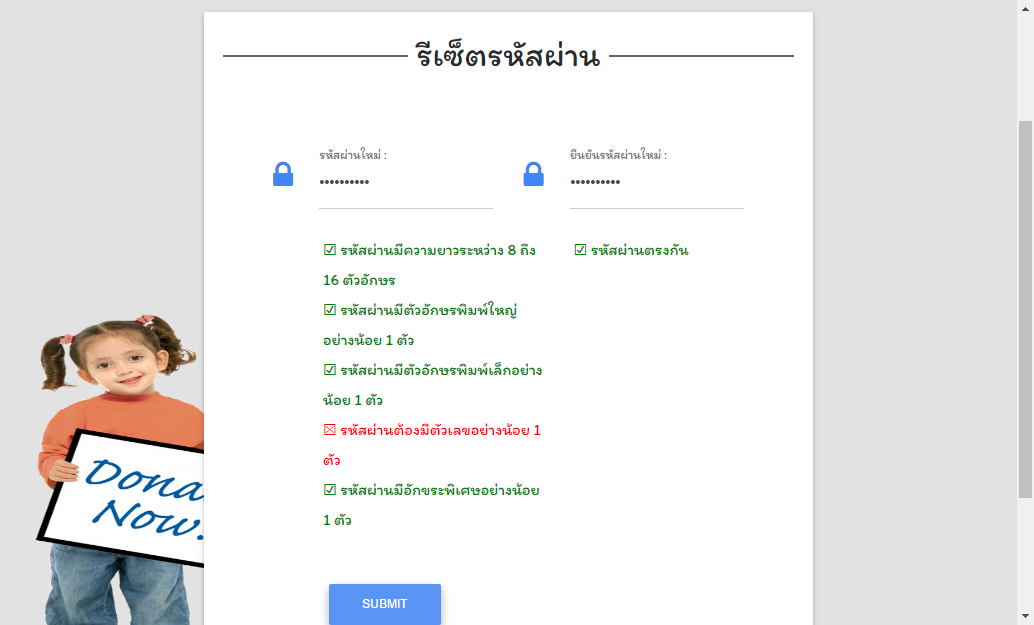 รีเซ็ตรหัสผ่าน
รหัสผ่านใหม่ :
••••••••••
ยืนยันรหัสผ่านใหม่ :
••••••••••
☑ รหัสผ่านมีความยาวระหว่าง 8 ถึง
16 ตัวอักษร
☑ รหัสผ่านมีตัวอักษรพิมพ์ใหญ่
อย่างน้อย 1 ตัว
☑ รหัสผ่านมีตัวอักษรพิมพ์เล็กอย่าง
น้อย 1 ตัว
☒ รหัสผ่านต้องมีตัวเลขอย่างน้อย 1
ตัว
☑ รหัสผ่านมีอักขระพิเศษอย่างน้อย
1 ตัว
☑ รหัสผ่านตรงกัน
Dona
Now.
SUBMIT